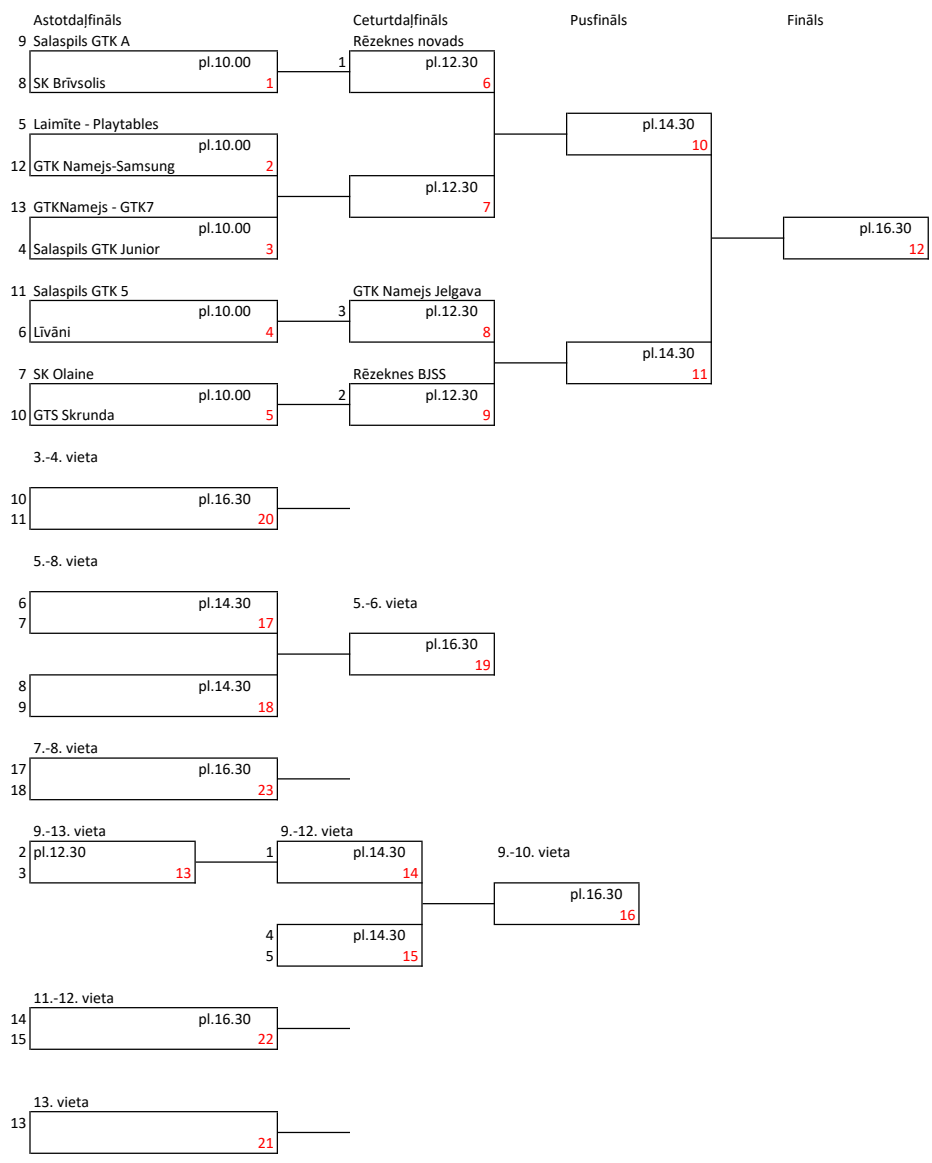 Astotdaļfināls Ceturtdaļfināls Pusfināls Fināls
9 Salaspils GTK A Rēzeknes novads
pl.10.00 1 pl.12.30
8 SK Brīvsolis 1 6
5 Laimīte - Playtables pl.14.30
pl.10.00 10
12 GTK Namejs-Samsung 2
pl.12.30
13 GTKNamejs - GTK7 7
pl.10.00 pl.16.30
4 Salaspils GTK Junior 3 12
11 Salaspils GTK 5 GTK Namejs Jelgava
pl.10.00 3 pl.12.30
6 Līvāni 4 8
pl.14.30
7 SK Olaine Rēzeknes BJSS 11
pl.10.00 2 pl.12.30
10 GTS Skrunda 5 9
3.-4. vieta
10 pl.16.30
11 20
5.-8. vieta
6 pl.14.30 5.-6. vieta
7 17
pl.16.30
19
8 pl.14.30
9 18
7.-8. vieta
17 pl.16.30
18 23
9.-13. vieta 9.-12. vieta
2 pl.12.30 1 pl.14.30 9.-10. vieta
3 13 14
pl.16.30
16
4 pl.14.30
5 15
11.-12. vieta
14 pl.16.30
15 22
13. vieta
13
21